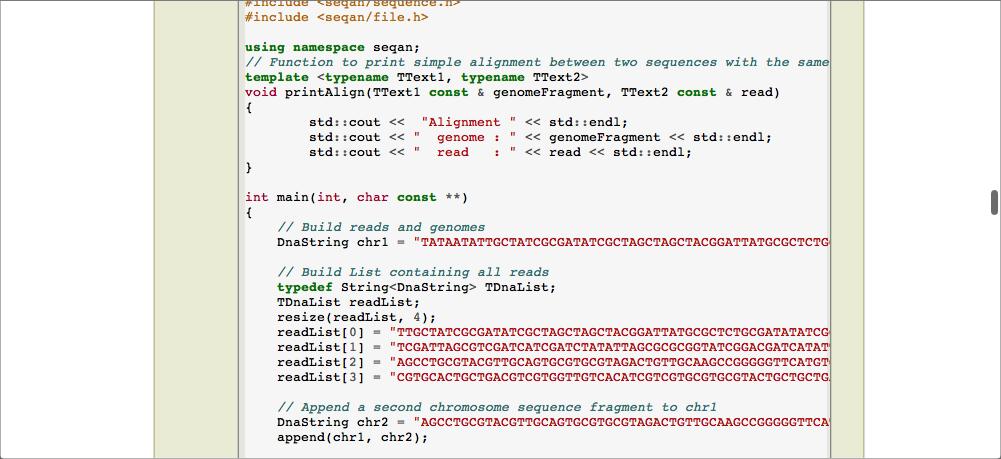 #include <seqan/sequence.h>
#include <seqan/file.h>
using namespace seqan;
// Function to print simple alignment between two sequences with the same
template <typename TText1, typename TText2>
void printAlign(TText1 const & genomeFragment, TText2 const & read)
{
std::cout << "Alignment " << std::endl;
std::cout << "  genome : " << genomeFragment << std::endl;
std::cout << "  read   : " << read << std::endl;
}
int main(int, char const **)
{
// Build reads and genomes
DnaString chr1 = "TATAATATTGCTATCGCGATATCGCTAGCTAGCTACGGATTATGCGCTCTG
// Build List containing all reads
typedef String<DnaString> TDnaList;
TDnaList readList;
resize(readList, 4);
readList[0] = "TTGCTATCGCGATATCGCTAGCTAGCTACGGATTATGCGCTCTGCGATATATCG
readList[1] = "TCGATTAGCGTCGATCATCGATCTATATTAGCGCGCGGTATCGGACGATCATAT
readList[2] = "AGCCTGCGTACGTTGCAGTGCGTGCGTAGACTGTTGCAAGCCGGGGGTTCATGT
readList[3] = "CGTGCACTGCTGACGTCGTGGTTGTCACATCGTCGTGCGTGCGTACTGCTGCTG
// Append a second chromosome sequence fragment to chr1
DnaString chr2 = "AGCCTGCGTACGTTGCAGTGCGTGCGTAGACTGTTGCAAGCCGGGGGTTCA
append(chr1, chr2);